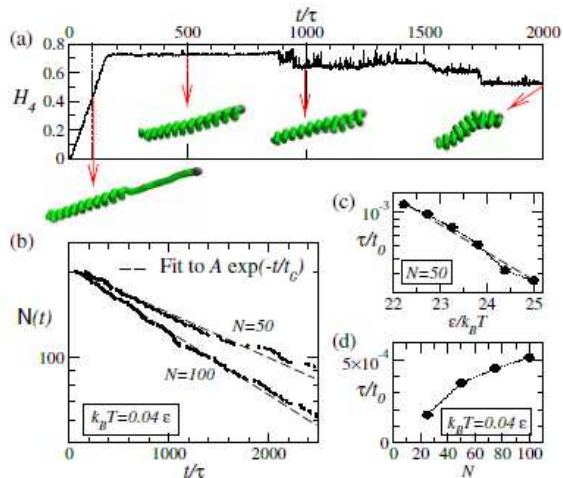 t/τ
0 500 1000 1500 2000
(a)
0.8
0.6
H4
0.4
0.2
0
(b)
– – Fit to A exp(-t/tG)
N(t)
100
N=50
N=100
kBT=0.04 ε
0 1000 2000
t/τ
(c)
10-3
τ/t0
N=50
22 23 24 25
ε/kBT
(d)
5×10-4
τ/t0
0
kBT=0.04 ε
0 20 40 60 80 100
N